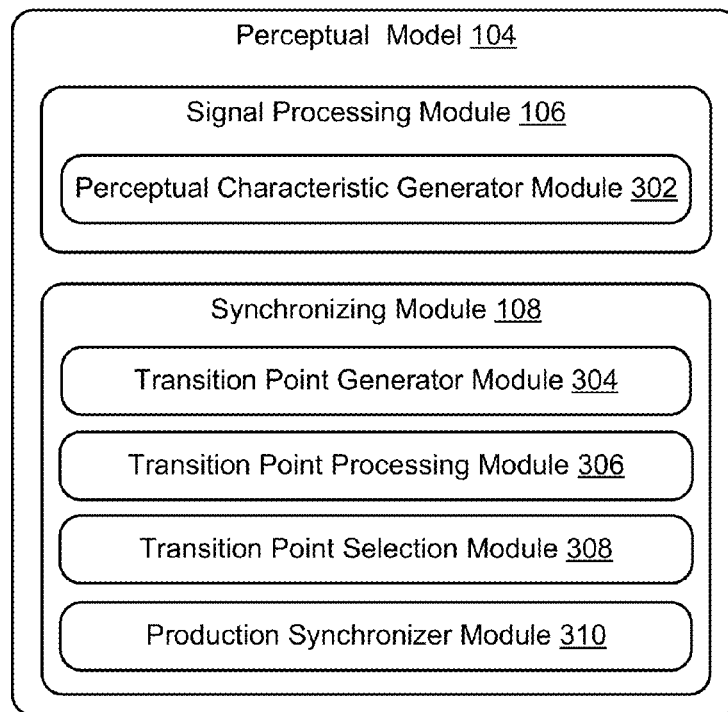 Perceptual Model 104
Signal Processing Module 106
Perceptual Characteristic Generator Module 302
Synchronizing Module 108
Transition Point Generator Module 304
Transition Point Processing Module 306
Transition Point Selection Module 308
Production Synchronizer Module 310